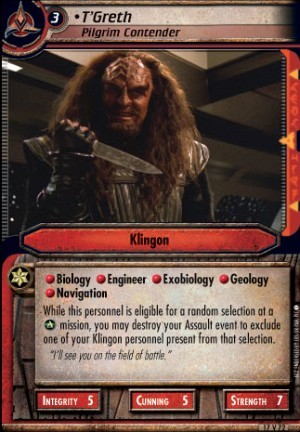 3
•T'Greth
Pilgrim Contender
Klingon
Biology Engineer Exobiology Geology
Navigation
While this personnel is eligible for a random selection at a
A mission, you may destroy your Assault event to exclude
one of your Klingon personnel present from that selection.
"I'll see you on the field of battle."
INTEGRITY 5 CUNNING 5 STRENGTH 7